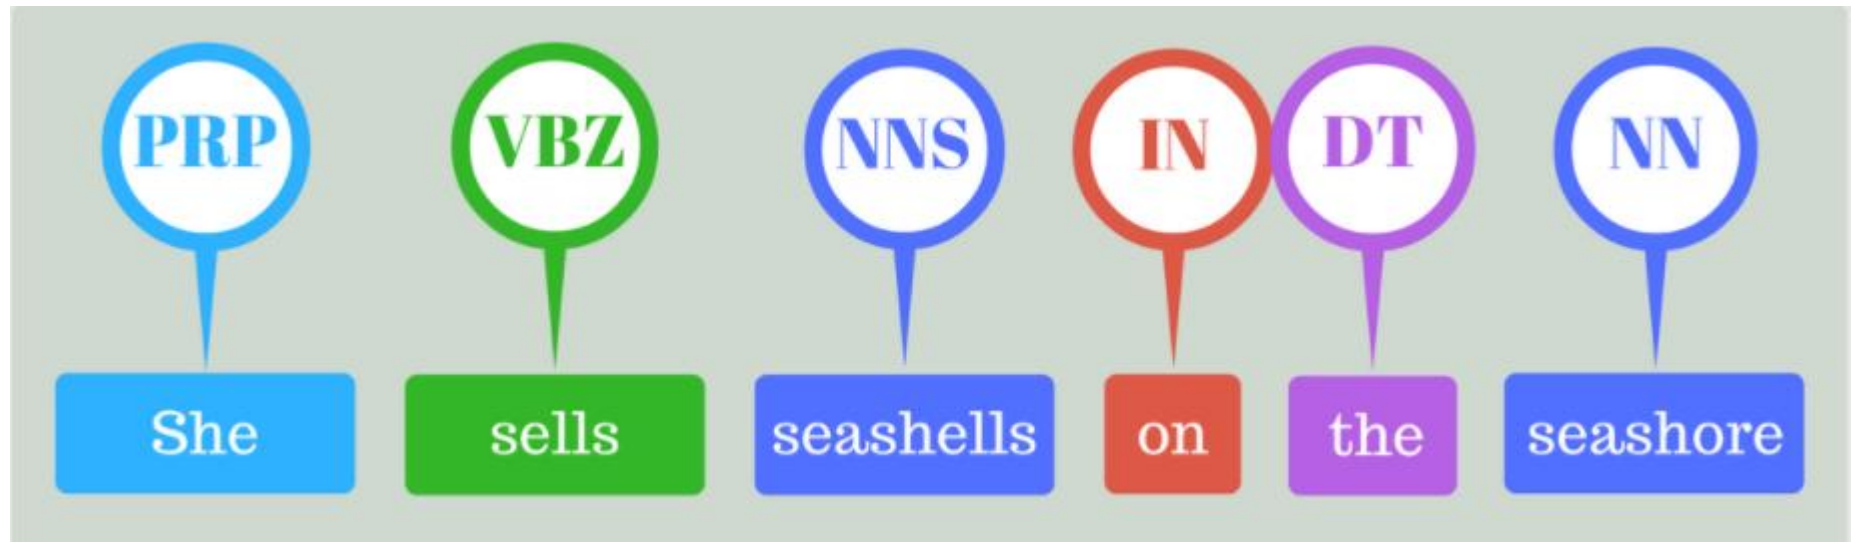 PRP VBZ NNS IN DT NN
She sells seashells on the seashore